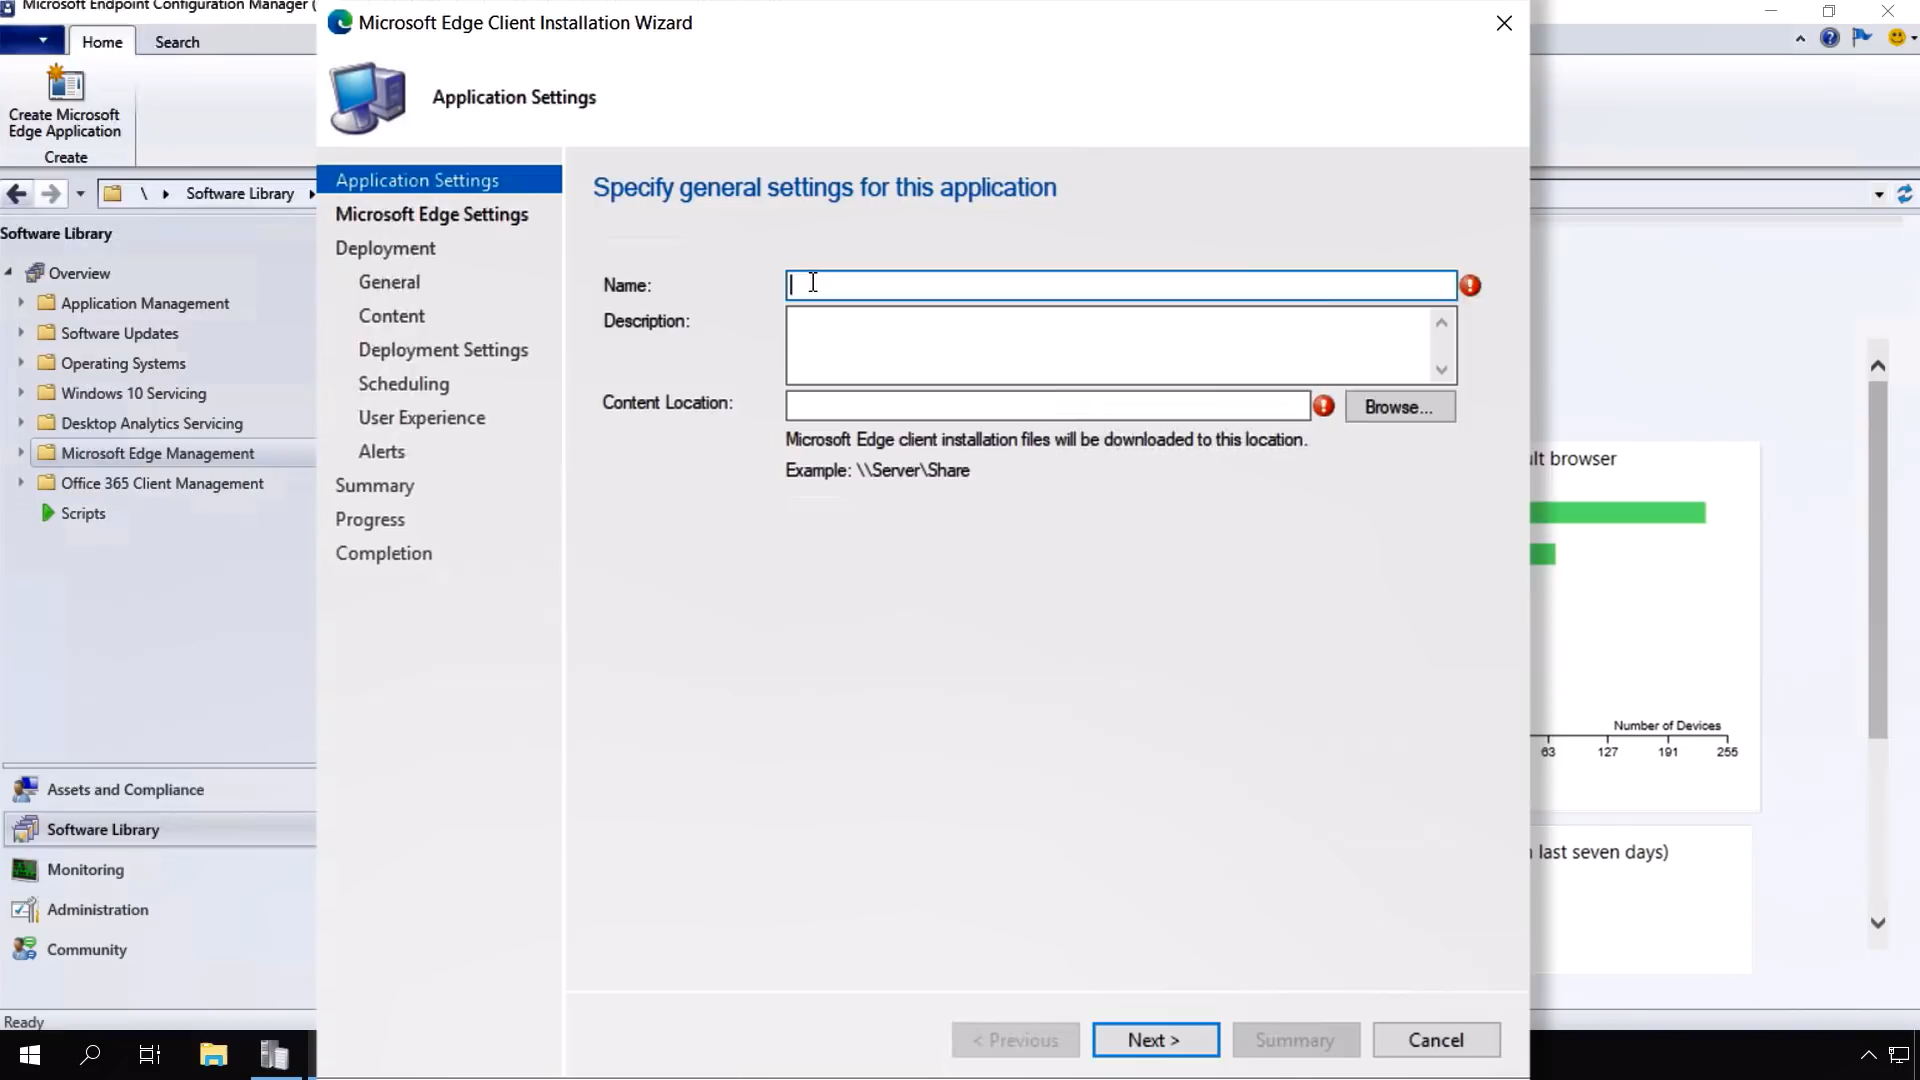 Microsoft Endpoint Configuration Manager (
Microsoft Edge Client Installation Wizard
Home
Search
Create Microsoft
Edge Application
Create
Application Settings
\
Software Library
Software Library
Overview
Application Management
Software Updates
Operating Systems
Windows 10 Servicing
Desktop Analytics Servicing
Microsoft Edge Management
Office 365 Client Management
Scripts
Assets and Compliance
Software Library
Monitoring
Administration
Community
Ready
Application Settings
Microsoft Edge Settings
Deployment
General
Content
Deployment Settings
Scheduling
User Experience
Alerts
Summary
Progress
Completion
Specify general settings for this application
Name:
Description:
Content Location:
Browse...
Microsoft Edge client installation files will be downloaded to this location.
Example: \\Server\Share
< Previous
Next >
Summary
Cancel
ult browser
Number of Devices
63
127
191
255
last seven days)